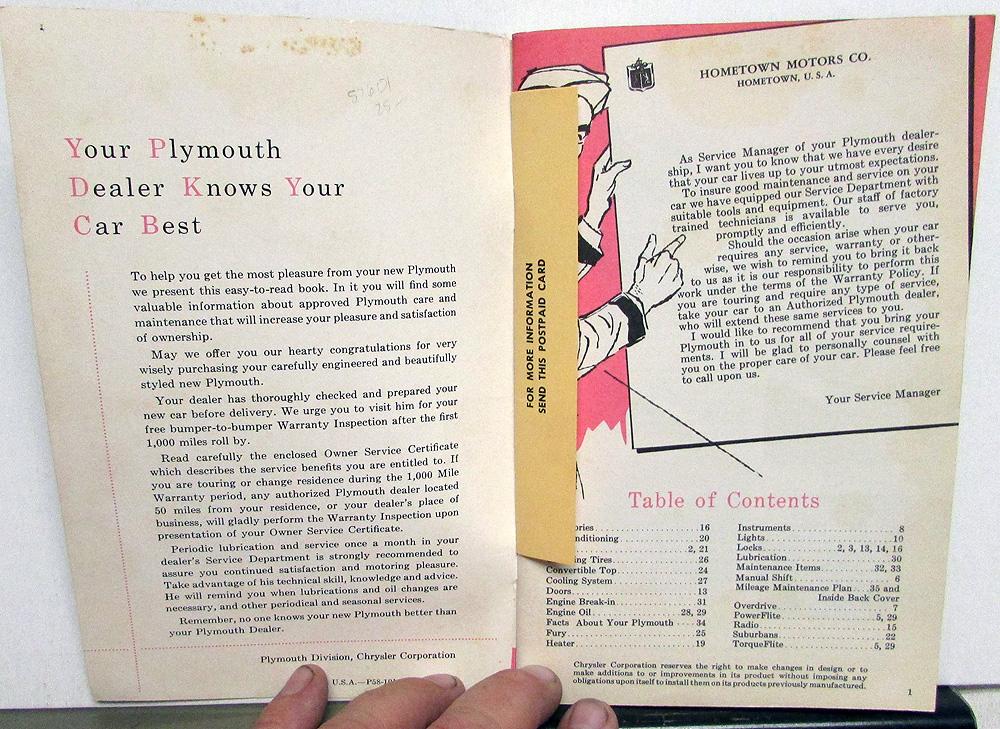 Your Plymouth
Dealer Knows Your
Car Best
To help you get the most pleasure from your new Plymouth
we present this easy-to-read book. In it you will find some
valuable information about approved Plymouth care and
maintenance that will increase your pleasure and satisfaction
of ownership.
May we offer you our hearty congratulations for very
wisely purchasing your carefully engineered and beautifully
styled new Plymouth.
Your dealer has thoroughly checked and prepared your
new car before delivery. We urge you to visit him for your
free bumper-to-bumper Warranty Inspection after the first
1,000 miles roll by.
Read carefully the enclosed Owner Service Certificate
which describes the service benefits you are entitled to. If
you are touring or change residence during the 1,000 Mile
Warranty period, any authorized Plymouth dealer located
50 miles from your residence, or your dealer's place of
business, will gladly perform the Warranty Inspection upon
presentation of your Owner Service Certificate.
Periodic lubrication and service once a month in your
dealer's Service Department is strongly recommended to
assure you continued satisfaction and motoring pleasure.
Take advantage of his technical skill, knowledge and advice.
He will remind you when lubrications and oil changes are
necessary, and other periodical and seasonal services.
Remember, no one knows your new Plymouth better than
your Plymouth Dealer.
Plymouth Division, Chrysler Corporation
U.S.A.—P58-10
FOR MORE INFORMATION
SEND THIS POSTPAID CARD
HOMETOWN MOTORS CO.
HOMETOWN, U. S. A.
As Service Manager of your Plymouth dealer-
ship, I want you to know that we have every desire
that your car lives up to your utmost expectations.
To insure good maintenance and service on your
car we have equipped our Service Department with
suitable tools and equipment. Our staff of factory
trained technicians is available to serve you,
promptly and efficiently.
Should the occasion arise when your car
requires any service, warranty or other-
wise, we wish to remind you to bring it back
to us as it is our responsibility to perform this
work under the terms of the Warranty Policy. If
you are touring and require any type of service,
take your car to an Authorized Plymouth dealer,
who will extend these same services to you.
I would like to recommend that you bring your
Plymouth in to us for all of your service require-
ments. I will be glad to personally counsel with
you on the proper care of your car. Please feel free
to call upon us.
Your Service Manager
Table of Contents
ories 16
nditioning 20
2, 21
ng Tires 26
Convertible Top 24
Cooling System 27
Doors 13
Engine Break-in 31
Engine Oil 28, 29
Facts About Your Plymouth 34
Fury 25
Heater 19
Instruments 8
Lights 10
Locks 2, 3, 13, 14, 16
Lubrication 30
Maintenance Items 32, 33
Manual Shift 6
Mileage Maintenance Plan 35 and
Inside Back Cover
Overdrive 7
PowerFlite 5, 29
Radio 15
Suburbans 22
TorqueFlite 5, 29
Chrysler Corporation reserves the right to make changes in design or to
make additions to or improvements in its product without imposing any
obligations upon itself to install them on its products previously manufactured.
1